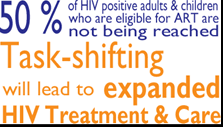 50 % of HIV positive adults & children
who are eligible for ART are
not being reached
Task-shifting
will lead to expanded
HIV Treatment & Care